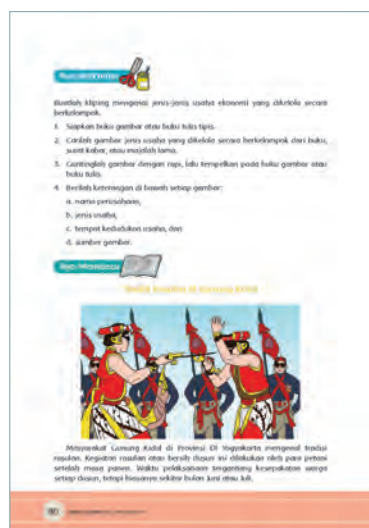 Buatlah kliping mengenai jenis-jenis usaha ekonomi yang dikelola secara
berkelompok.
1. Siapkan buku gambar atau buku tulis tipis.
2. Carilah gambar jenis usaha yang dikelola secara berkelompok dari buku,
surat kabar, atau majalah lama.
3. Guntinglah gambar dengan rapi, lalu tempelkan pada buku gambar atau
buku tulis.
4. Berilah keterangan di bawah setiap gambar:
a. nama perusahaan,
b. jenis usaha,
c. tempat kedudukan usaha, dan
d. sumber gambar.
Ayo Membaca
Masyarakat Gunung Kidul di Provinsi DI Yogyakarta mengenal tradisi
rasulan. Kegiatan rasulan atau bersih dusun ini dilakukan oleh para petani
setelah masa panen. Waktu pelaksanaan tergantung kesepakatan warga
setiap dusun, tetapi biasanya sekitar bulan Juni atau Juli.